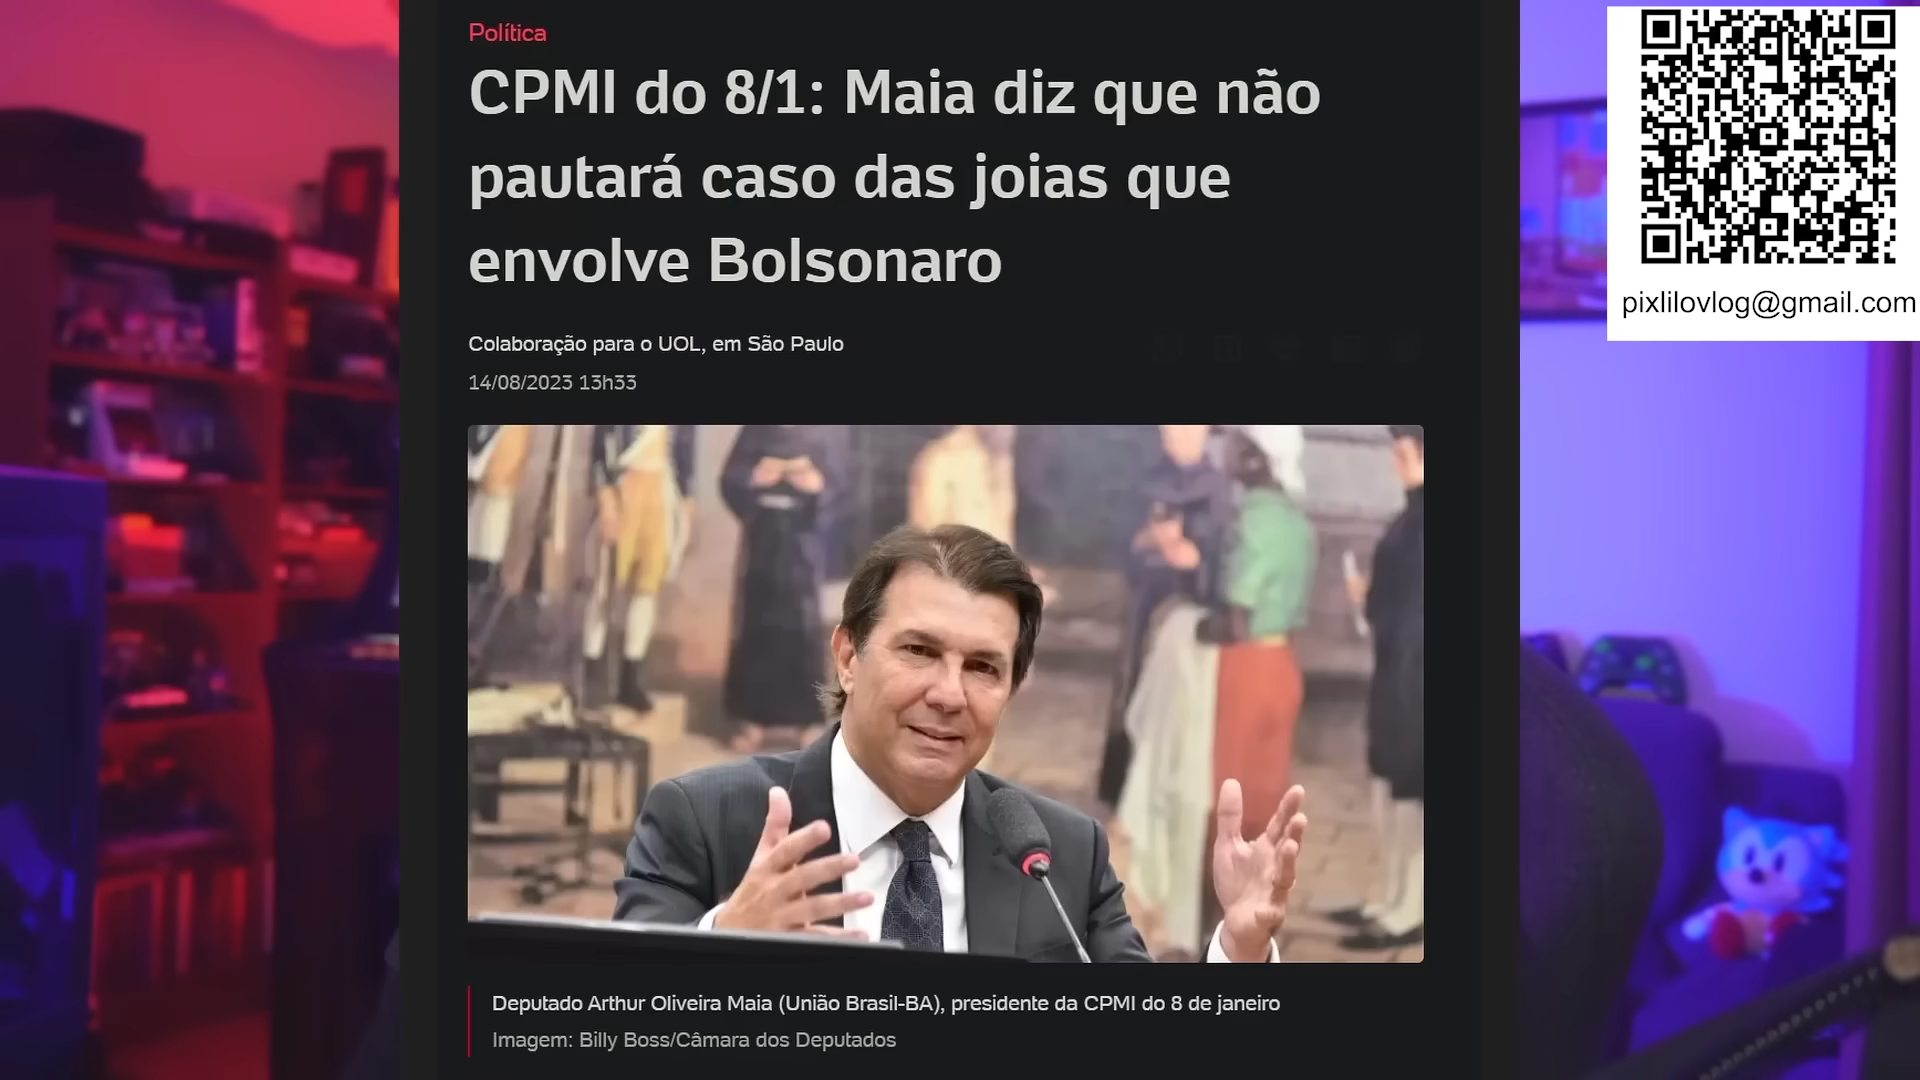 Política
CPMI do 8/1: Maia diz que não
pautará caso das joias que
envolve Bolsonaro
Colaboração para o UOL, em São Paulo
14/08/2023 13h33
Deputado Arthur Oliveira Maia (União Brasil-BA), presidente da CPMI do 8 de janeiro
Imagem: Billy Boss/Câmara dos Deputados
pixlilovlog@gmail.com